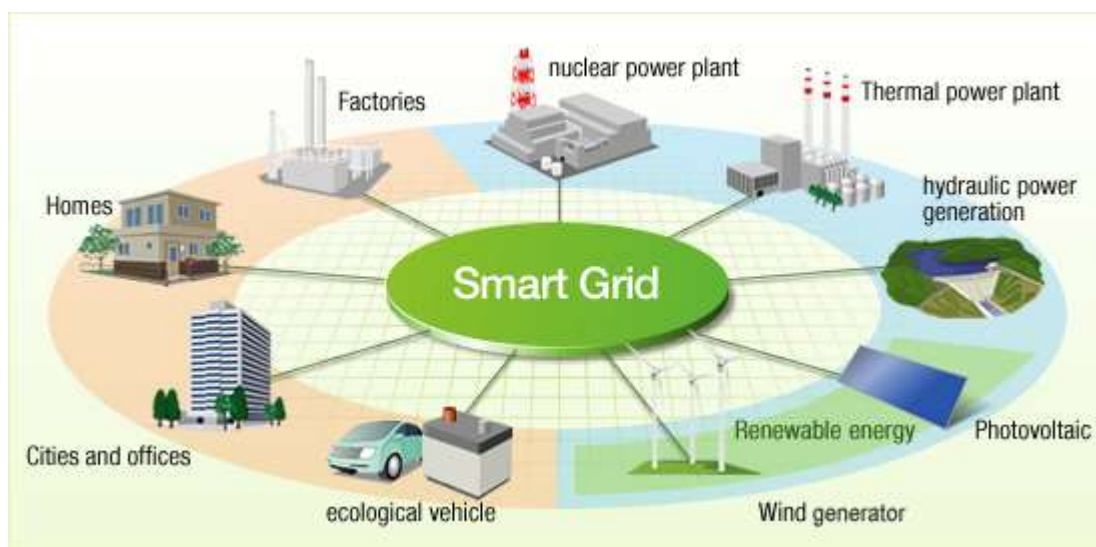 nuclear power plant
Factories
Thermal power plant
Homes
hydraulic power
generation
Smart Grid
Renewable energy
Photovoltaic
Cities and offices
ecological vehicle
Wind generator